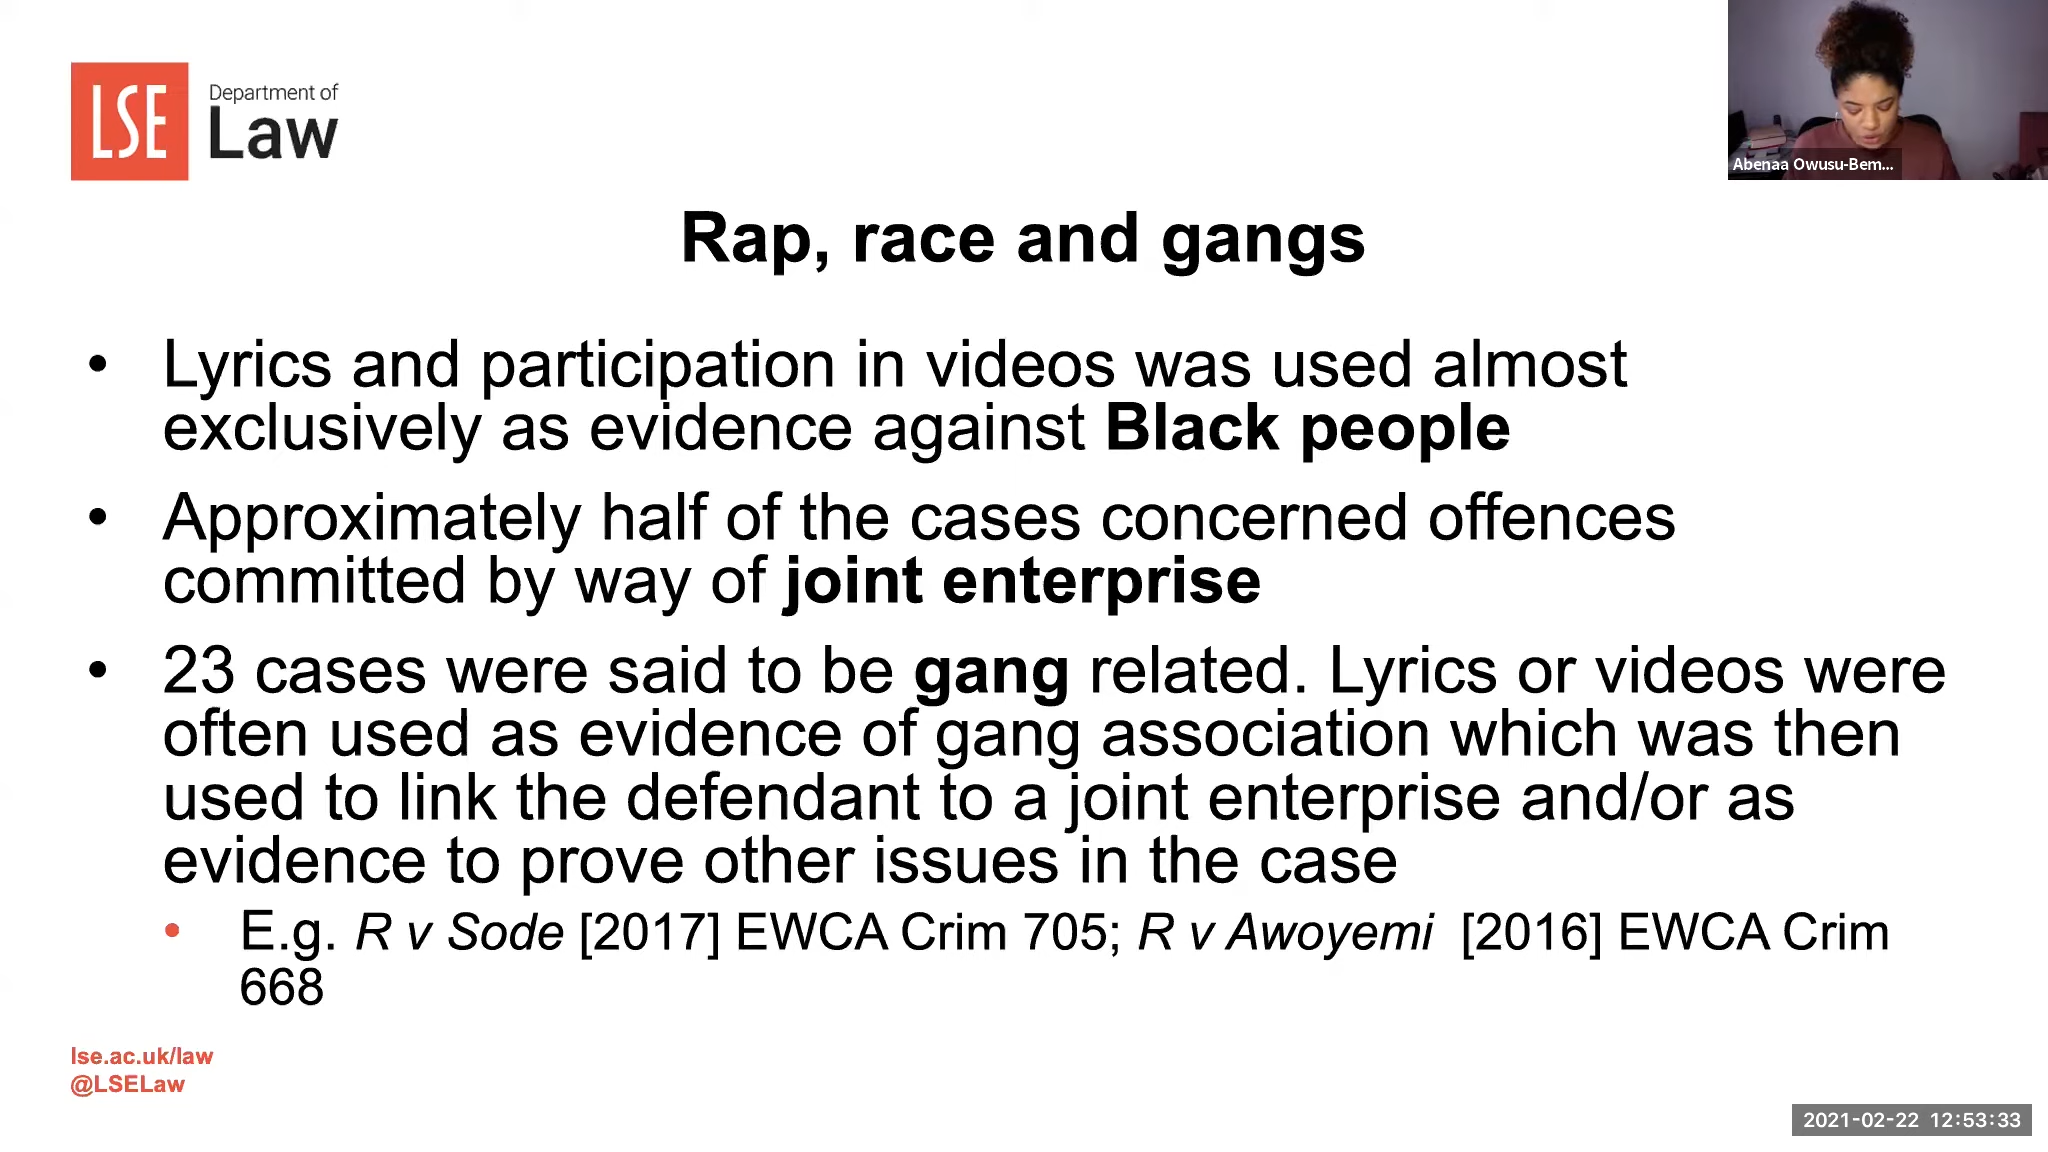 LSE
Department of
Law
Abenaa Owusu-Bem...
Rap, race and gangs
• Lyrics and participation in videos was used almost
exclusively as evidence against Black people
• Approximately half of the cases concerned offences
committed by way of joint enterprise
• 23 cases were said to be gang related. Lyrics or videos were
often used as evidence of gang association which was then
used to link the defendant to a joint enterprise and/or as
evidence to prove other issues in the case
• E.g. R v Sode [2017] EWCA Crim 705; R v Awoyemi [2016] EWCA Crim
668
lse.ac.uk/law
@LSELaw
2021-02-22 12:53:33